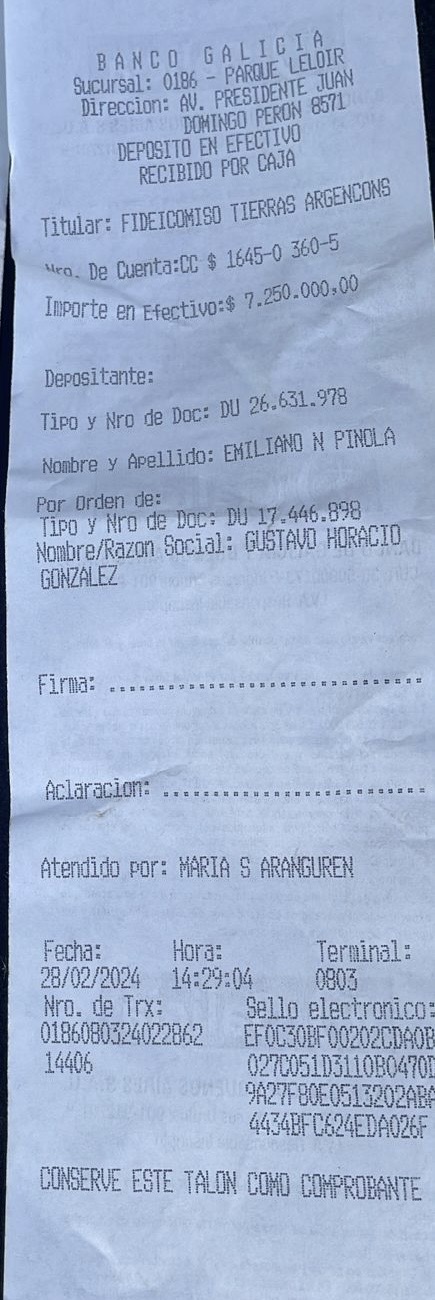 BANCO GALICIA
Sucursal: 0186 - PARQUE LELOIR
Direccion: AV. PRESIDENTE JUAN
DOMINGO PERON 8571
DEPOSITO EN EFECTIVO
RECIBIDO POR CAJA
Titular: FIDEICOMISO TIERRAS ARGENCONS
Nro. De Cuenta:CC $ 1645-0 360-5
Importe en Efectivo:$ 7.250.000,00
Depositante:
Tipo y Nro de Doc: DU 26.631.978
Nombre y Apellido: EMILIANO N PINOLA
Por Orden de:
Tipo y Nro de Doc: DU 17.446.898
Nombre/Razon Social: GUSTAVO HORACIO
GONZALEZ
Firma: ................................
Aclaracion: ...........................
Atendido por: MARIA S ARANGUREN
Fecha: Hora: Terminal:
28/02/2024 14:29:04 0803
Nro. de Trx: Sello electronico:
0186080324022862 EF0C30BF00202CDA0B
14406 027C051D3110B0470D
9A27F80E0513202ABA
4434BFC624EDA026F
CONSERVE ESTE TALON COMO COMPROBANTE